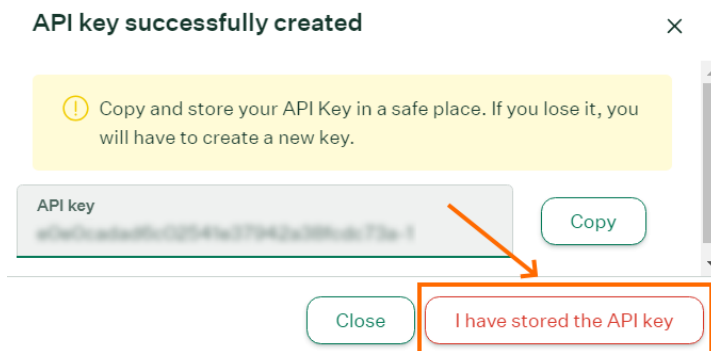 API key successfully created
Copy and store your API Key in a safe place. If you lose it, you
will have to create a new key.
API key
Copy
Close
I have stored the API key